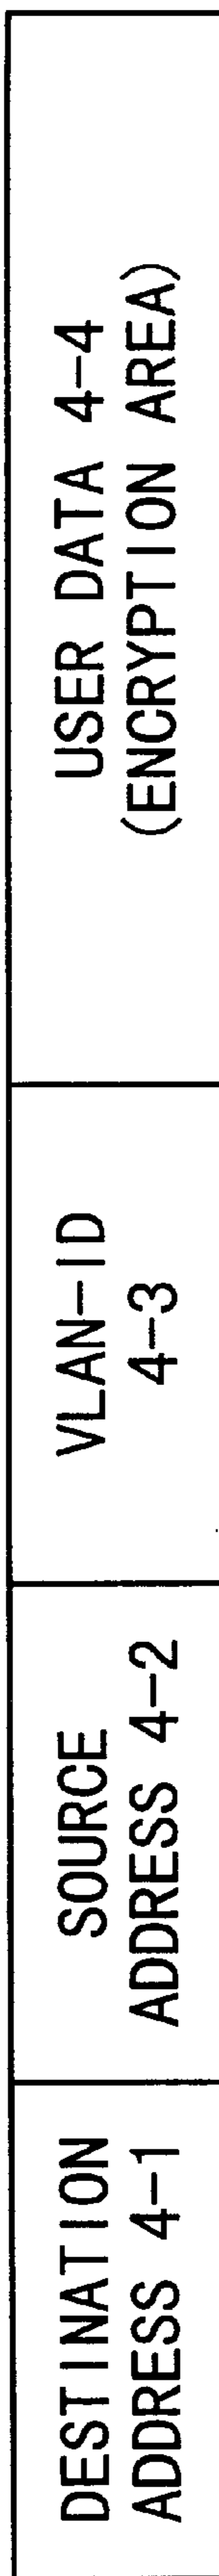 DESTINATION
ADDRESS 4-1
SOURCE
ADDRESS 4-2
VLAN-ID
4-3
USER DATA 4-4
(ENCRYPTION AREA)